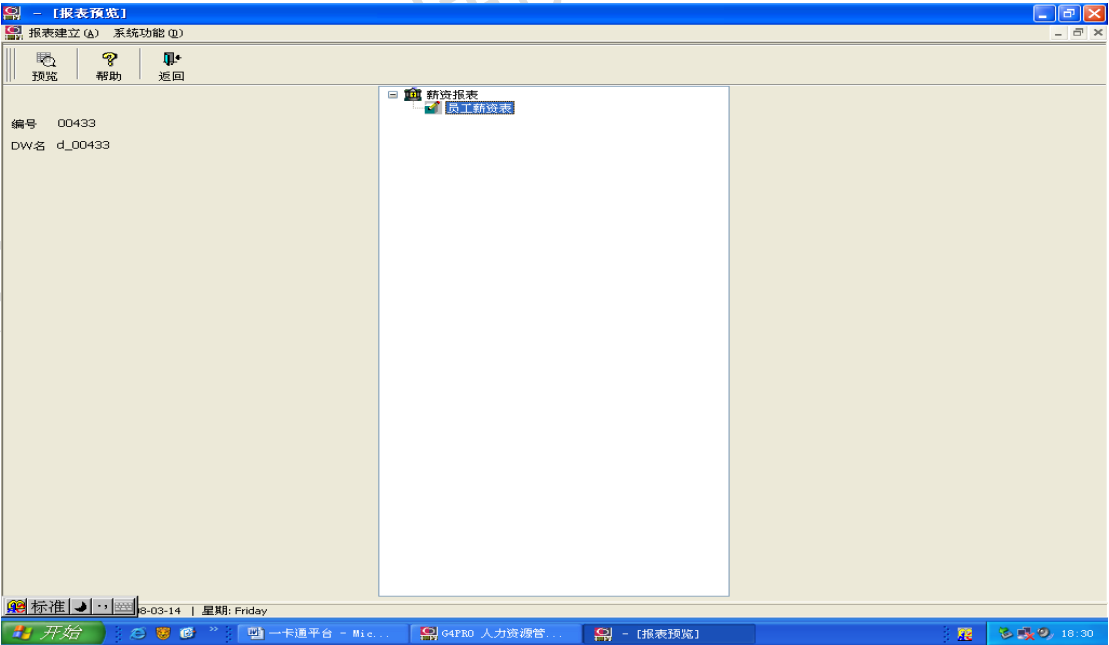 - [报表预览]
报表建立(A) 系统功能(D)
预览 帮助 返回
薪资报表
员工薪资表
编号 00433
DW名 d_00433
标准
8-03-14 | 星期: Friday
开始 一卡通平台 - Mic... G4PRO 人力资源管... - [报表预览] 18:30